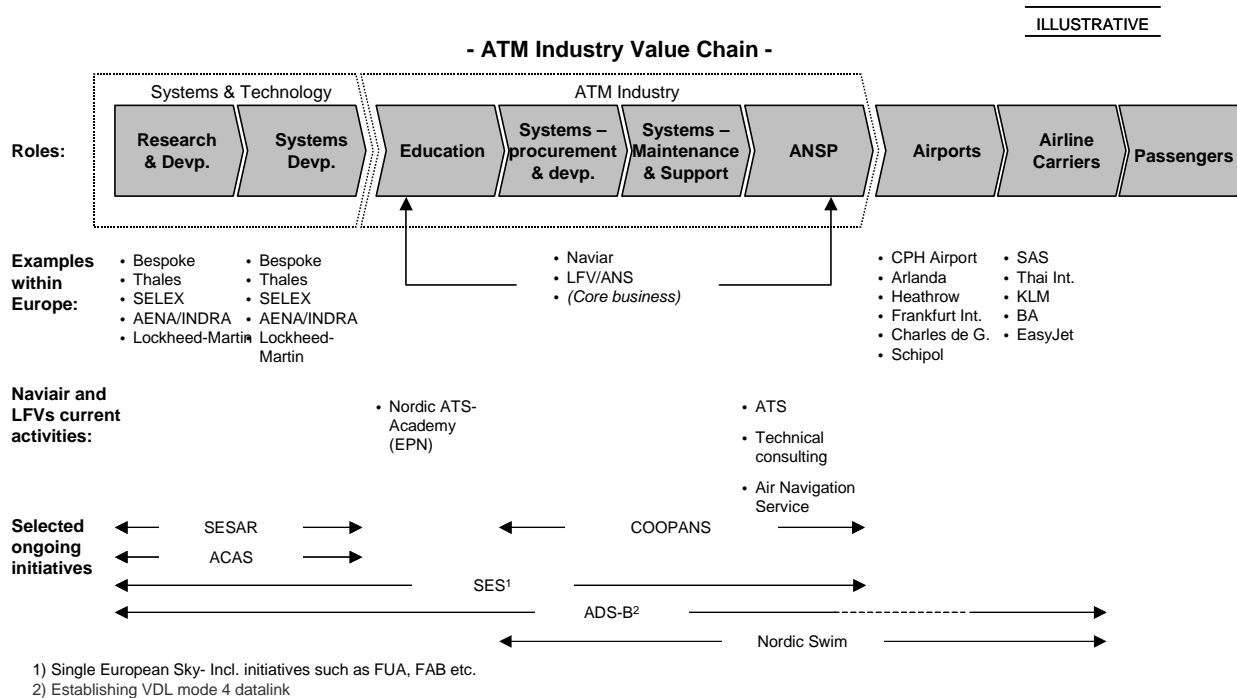 ILLUSTRATIVE
- ATM Industry Value Chain -
Systems & Technology
ATM Industry
Roles:
Research
& Devp.
Systems
Devp.
Education
Systems –
procurement
& devp.
Systems –
Maintenance
& Support
ANSP
Airports
Airline
Carriers
Passengers
Examples
within
Europe:
• Bespoke
• Thales
• SELEX
• AENA/INDRA
• Lockheed-Martin
• Bespoke
• Thales
• SELEX
• AENA/INDRA
• Lockheed-
Martin
• Naviar
• LFV/ANS
• (Core business)
• CPH Airport
• Arlanda
• Heathrow
• Frankfurt Int.
• Charles de G.
• Schipol
• SAS
• Thai Int.
• KLM
• BA
• EasyJet
Naviair and
LFVs current
activities:
• Nordic ATS-
Academy
(EPN)
• ATS
• Technical
consulting
• Air Navigation
Service
Selected
ongoing
initiatives
SESAR
COOPANS
ACAS
SES¹
ADS-B²
Nordic Swim
1) Single European Sky- Incl. initiatives such as FUA, FAB etc.
2) Establishing VDL mode 4 datalink